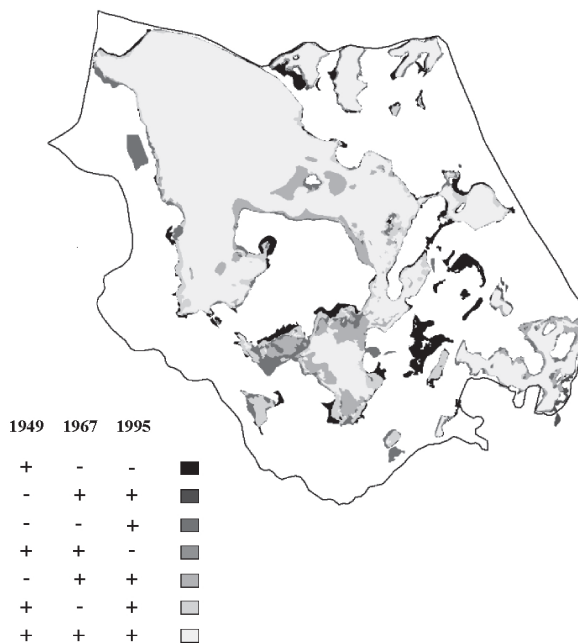 1949 1967 1995
+ - -
- + +
- - +
+ + -
- + +
+ - +
+ + +